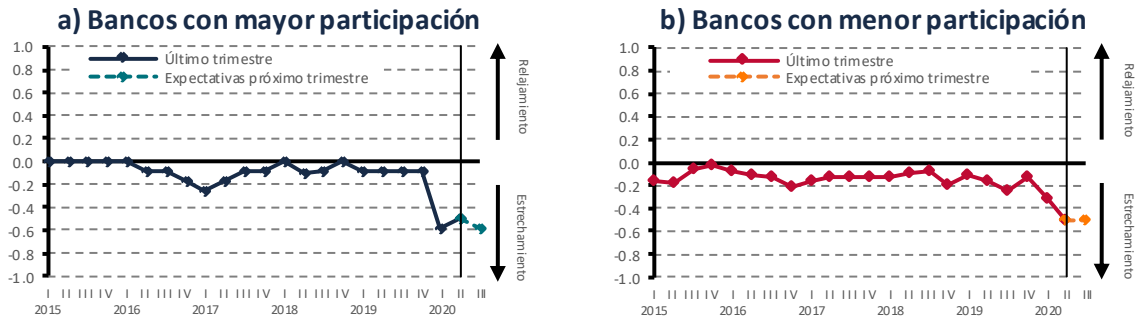 a) Bancos con mayor participación
1.0
0.8
0.6
0.4
0.2
0.0
-0.2
-0.4
-0.6
-0.8
-1.0
Último trimestre
Expectativas próximo trimestre
Relajamiento
Estrechamiento
I II III IV I II III IV I II III IV I II III IV I II III IV I II III
2015 2016 2017 2018 2019 2020
b) Bancos con menor participación
1.0
0.8
0.6
0.4
0.2
0.0
-0.2
-0.4
-0.6
-0.8
-1.0
Último trimestre
Expectativas próximo trimestre
Relajamiento
Estrechamiento
I II III IV I II III IV I II III IV I II III IV I II III IV I II III
2015 2016 2017 2018 2019 2020